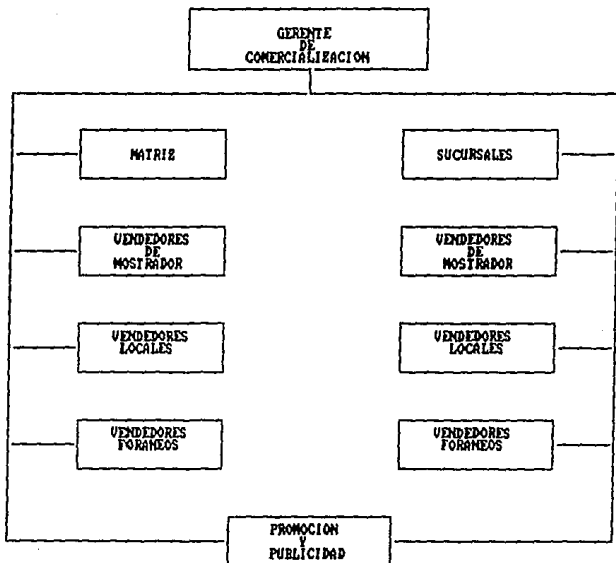 GERENTE
DE
COMERCIALIZACION
MATRIZ
SUCURSALES
VENDEDORES
DE
MOSTRADOR
VENDEDORES
DE
MOSTRADOR
VENDEDORES
LOCALES
VENDEDORES
LOCALES
VENDEDORES
FORANEOS
VENDEDORES
FORANEOS
PROMOCION
Y
PUBLICIDAD